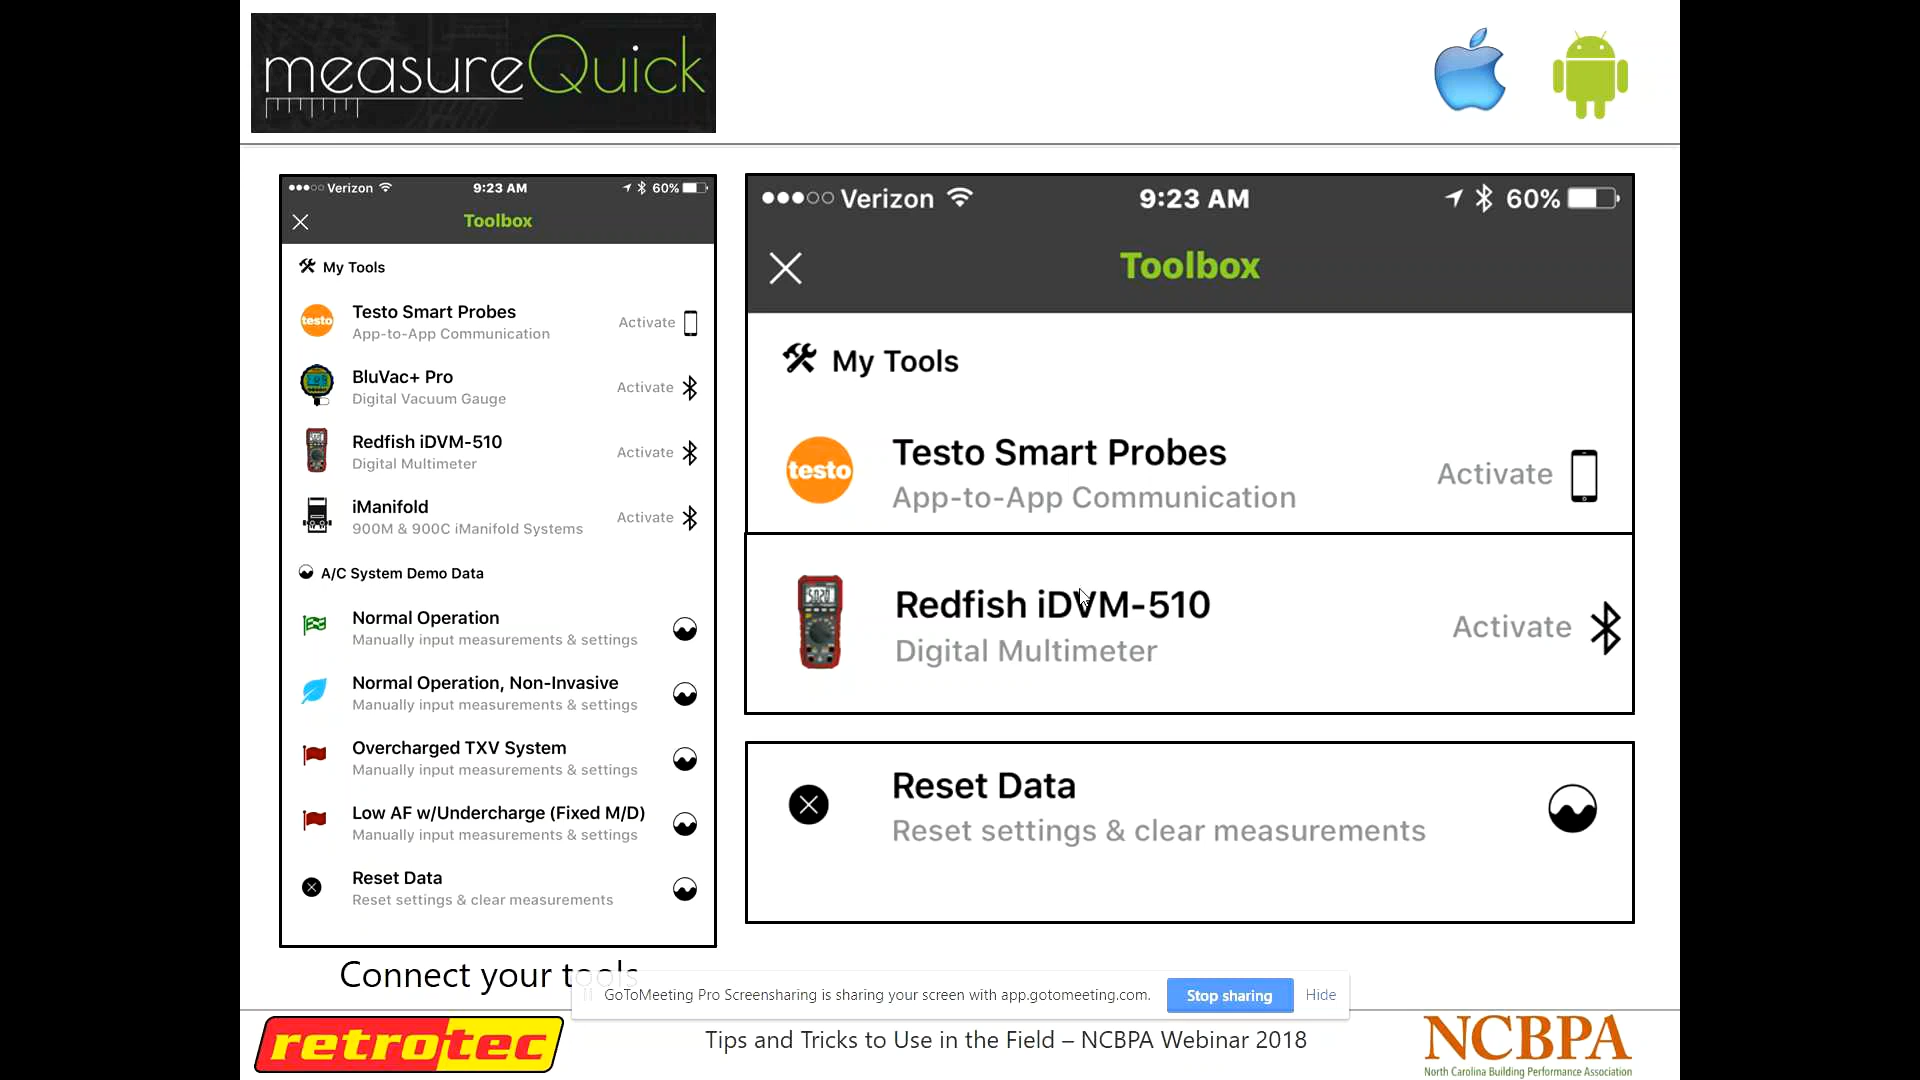 measureQuick
Verizon 9:23 AM 60%
Toolbox
My Tools
testo
Testo Smart Probes
App-to-App Communication
Activate
BluVac+ Pro
Digital Vacuum Gauge
Activate
Redfish iDVM-510
Digital Multimeter
Activate
iManifold
900M & 900C iManifold Systems
Activate
A/C System Demo Data
Normal Operation
Manually input measurements & settings
Normal Operation, Non-Invasive
Manually input measurements & settings
Overcharged TXV System
Manually input measurements & settings
Low AF w/Undercharge (Fixed M/D)
Manually input measurements & settings
Reset Data
Reset settings & clear measurements
Verizon 9:23 AM 60%
Toolbox
My Tools
testo
Testo Smart Probes
App-to-App Communication
Activate
Redfish iDVM-510
Digital Multimeter
Activate
Reset Data
Reset settings & clear measurements
Connect your tools
GoToMeeting Pro Screensharing is sharing your screen with app.gotomeeting.com.
Stop sharing
Hide
retrotec
Tips and Tricks to Use in the Field – NCBPA Webinar 2018
NCBPA
North Carolina Building Performance Association